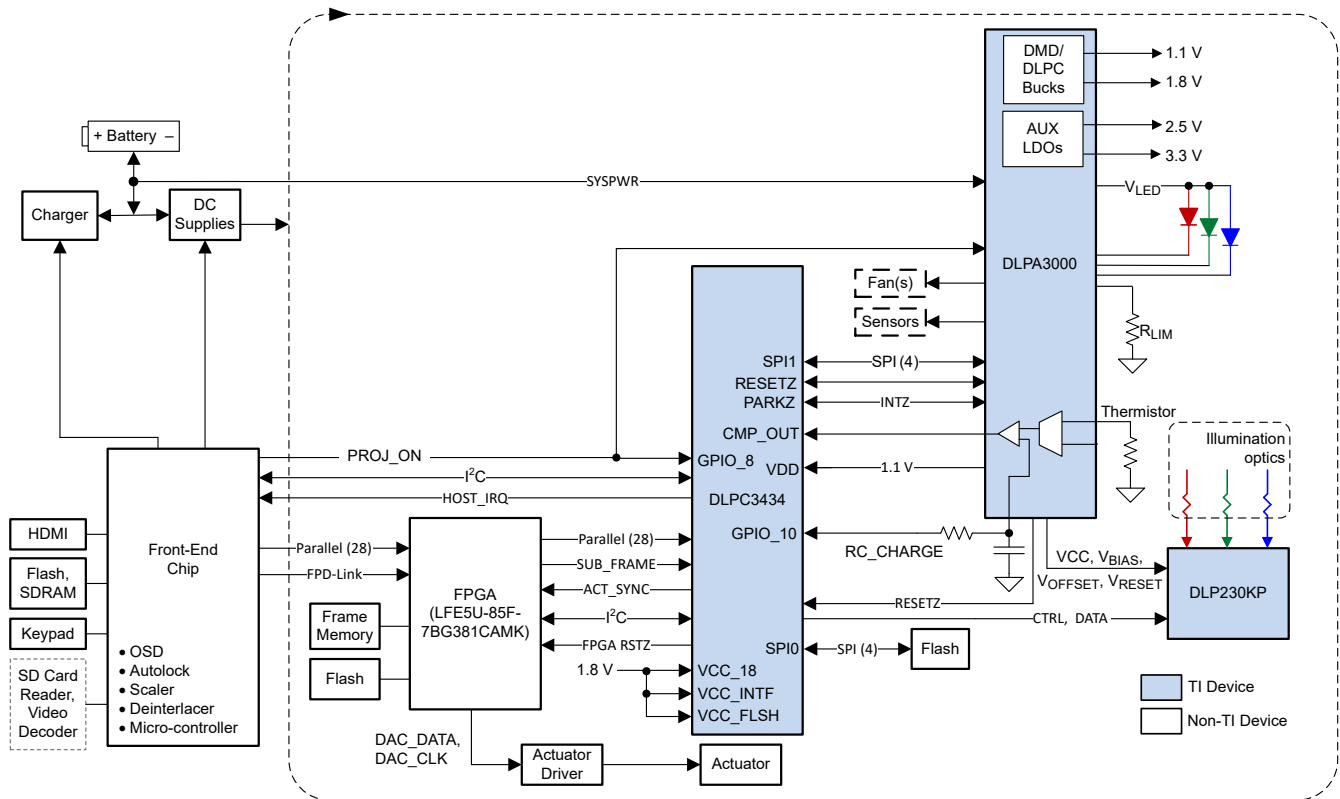 + Battery –
Charger
DC
Supplies
SYSPWR
DMD/
DLPC
Bucks
1.1 V
1.8 V
AUX
LDOs
2.5 V
3.3 V
VLED
DLPA3000
RLIM
Fan(s)
Sensors
SPI1
SPI (4)
RESETZ
PARKZ
INTZ
CMP_OUT
Thermistor
PROJ_ON
GPIO_8
VDD
1.1 V
I2C
HOST_IRQ
DLPC3434
Illumination
optics
HDMI
Flash,
SDRAM
Keypad
SD Card
Reader,
Video
Decoder
Front-End
Chip
• OSD
• Autolock
• Scaler
• Deinterlacer
• Micro-controller
Parallel (28)
FPD-Link
Frame
Memory
Flash
FPGA
(LFE5U-85F-
7BG381CAMK)
Parallel (28)
SUB_FRAME
ACT_SYNC
I2C
FPGA RSTZ
1.8 V
GPIO_10
RC_CHARGE
VCC, VBIAS,
VOFFSET, VRESET
RESETZ
CTRL, DATA
DLP230KP
SPI0
SPI (4)
Flash
VCC_18
VCC_INTF
VCC_FLSH
DAC_DATA,
DAC_CLK
Actuator
Driver
Actuator
TI Device
Non-TI Device